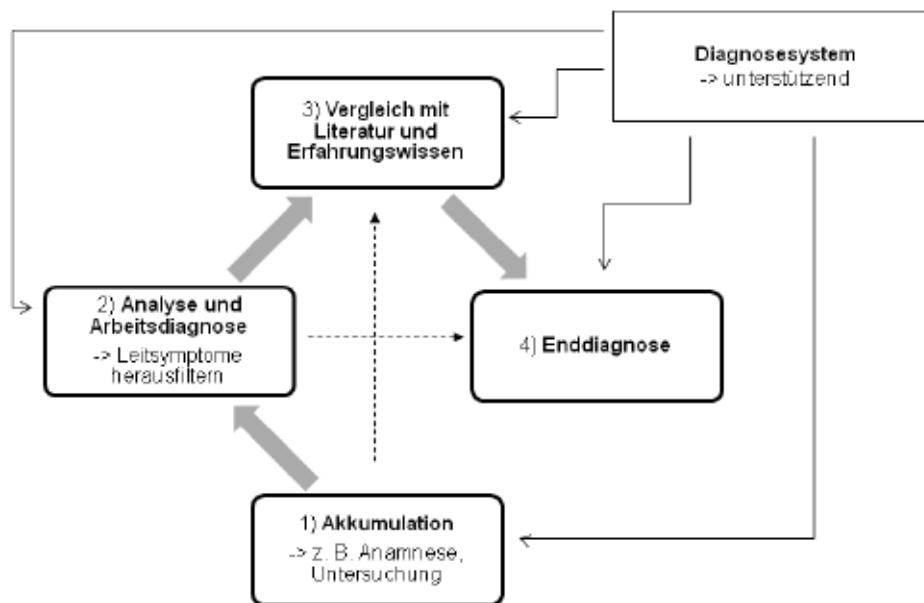 Diagnosesystem
-> unterstützend
3) Vergleich mit
Literatur und
Erfahrungswissen
2) Analyse und
Arbeitsdiagnose
-> Leitsymptome
herausfiltern
4) Enddiagnose
1) Akkumulation
-> z. B. Anamnese,
Untersuchung